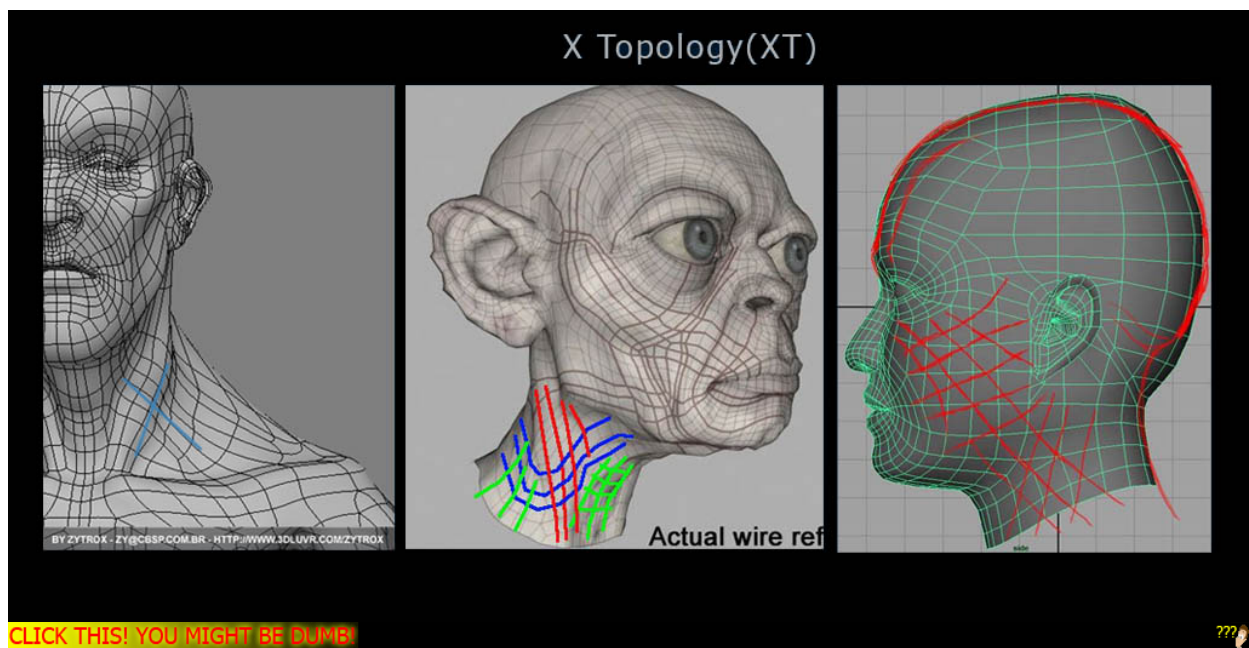 X Topology(XT)
BY ZYTROX - ZY@CBSP.COM.BR - HTTP://WWW.3DLUVR.COM/ZYTROX
Actual wire ref
side
CLICK THIS! YOU MIGHT BE DUMB!
???